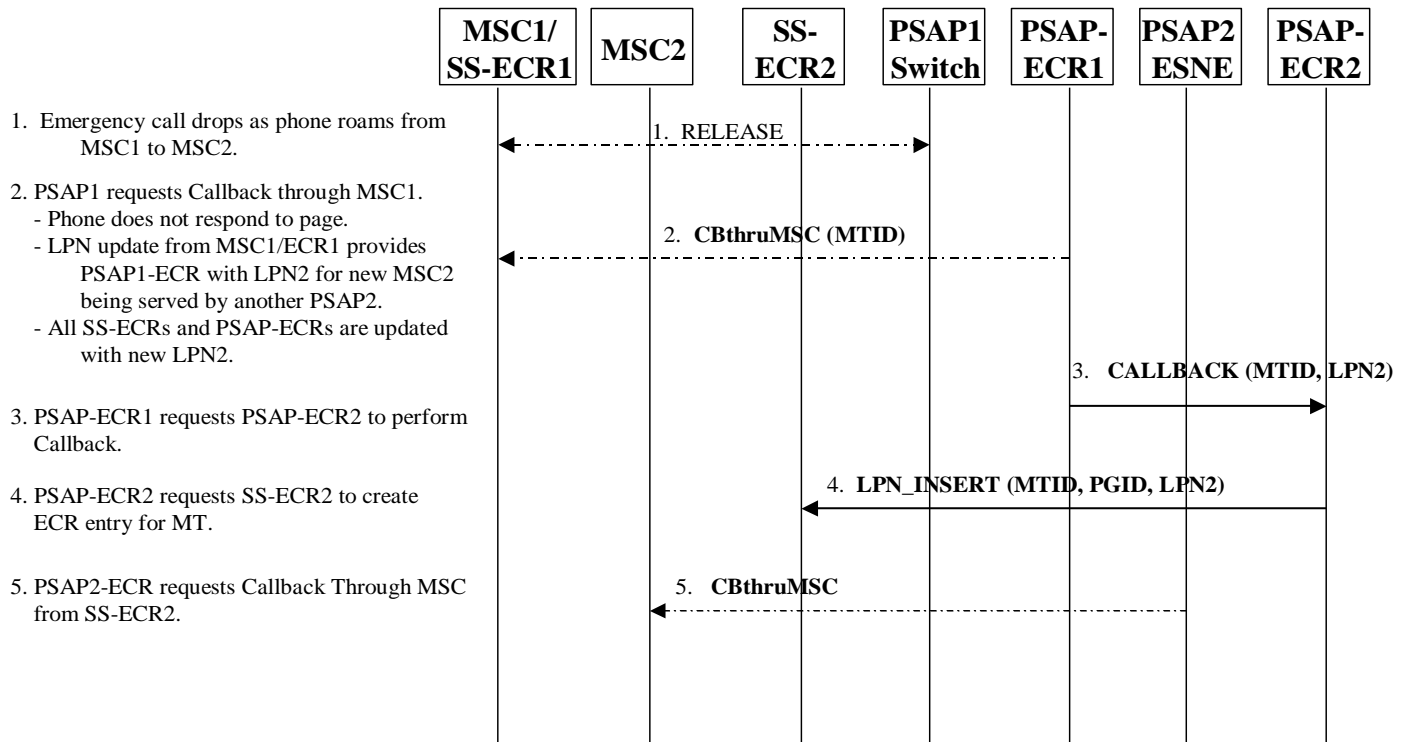 MSC1/
SS-ECR1
MSC2
SS-
ECR2
PSAP1
Switch
PSAP-
ECR1
PSAP2
ESNE
PSAP-
ECR2
1. Emergency call drops as phone roams from
MSC1 to MSC2.
1. RELEASE
2. PSAP1 requests Callback through MSC1.
- Phone does not respond to page.
- LPN update from MSC1/ECR1 provides
PSAP1-ECR with LPN2 for new MSC2
being served by another PSAP2.
- All SS-ECRs and PSAP-ECRs are updated
with new LPN2.
2. CBthruMSC (MTID)
3. CALLBACK (MTID, LPN2)
3. PSAP-ECR1 requests PSAP-ECR2 to perform
Callback.
4. LPN_INSERT (MTID, PGID, LPN2)
4. PSAP-ECR2 requests SS-ECR2 to create
ECR entry for MT.
5. PSAP2-ECR requests Callback Through MSC
from SS-ECR2.
5. CBthruMSC